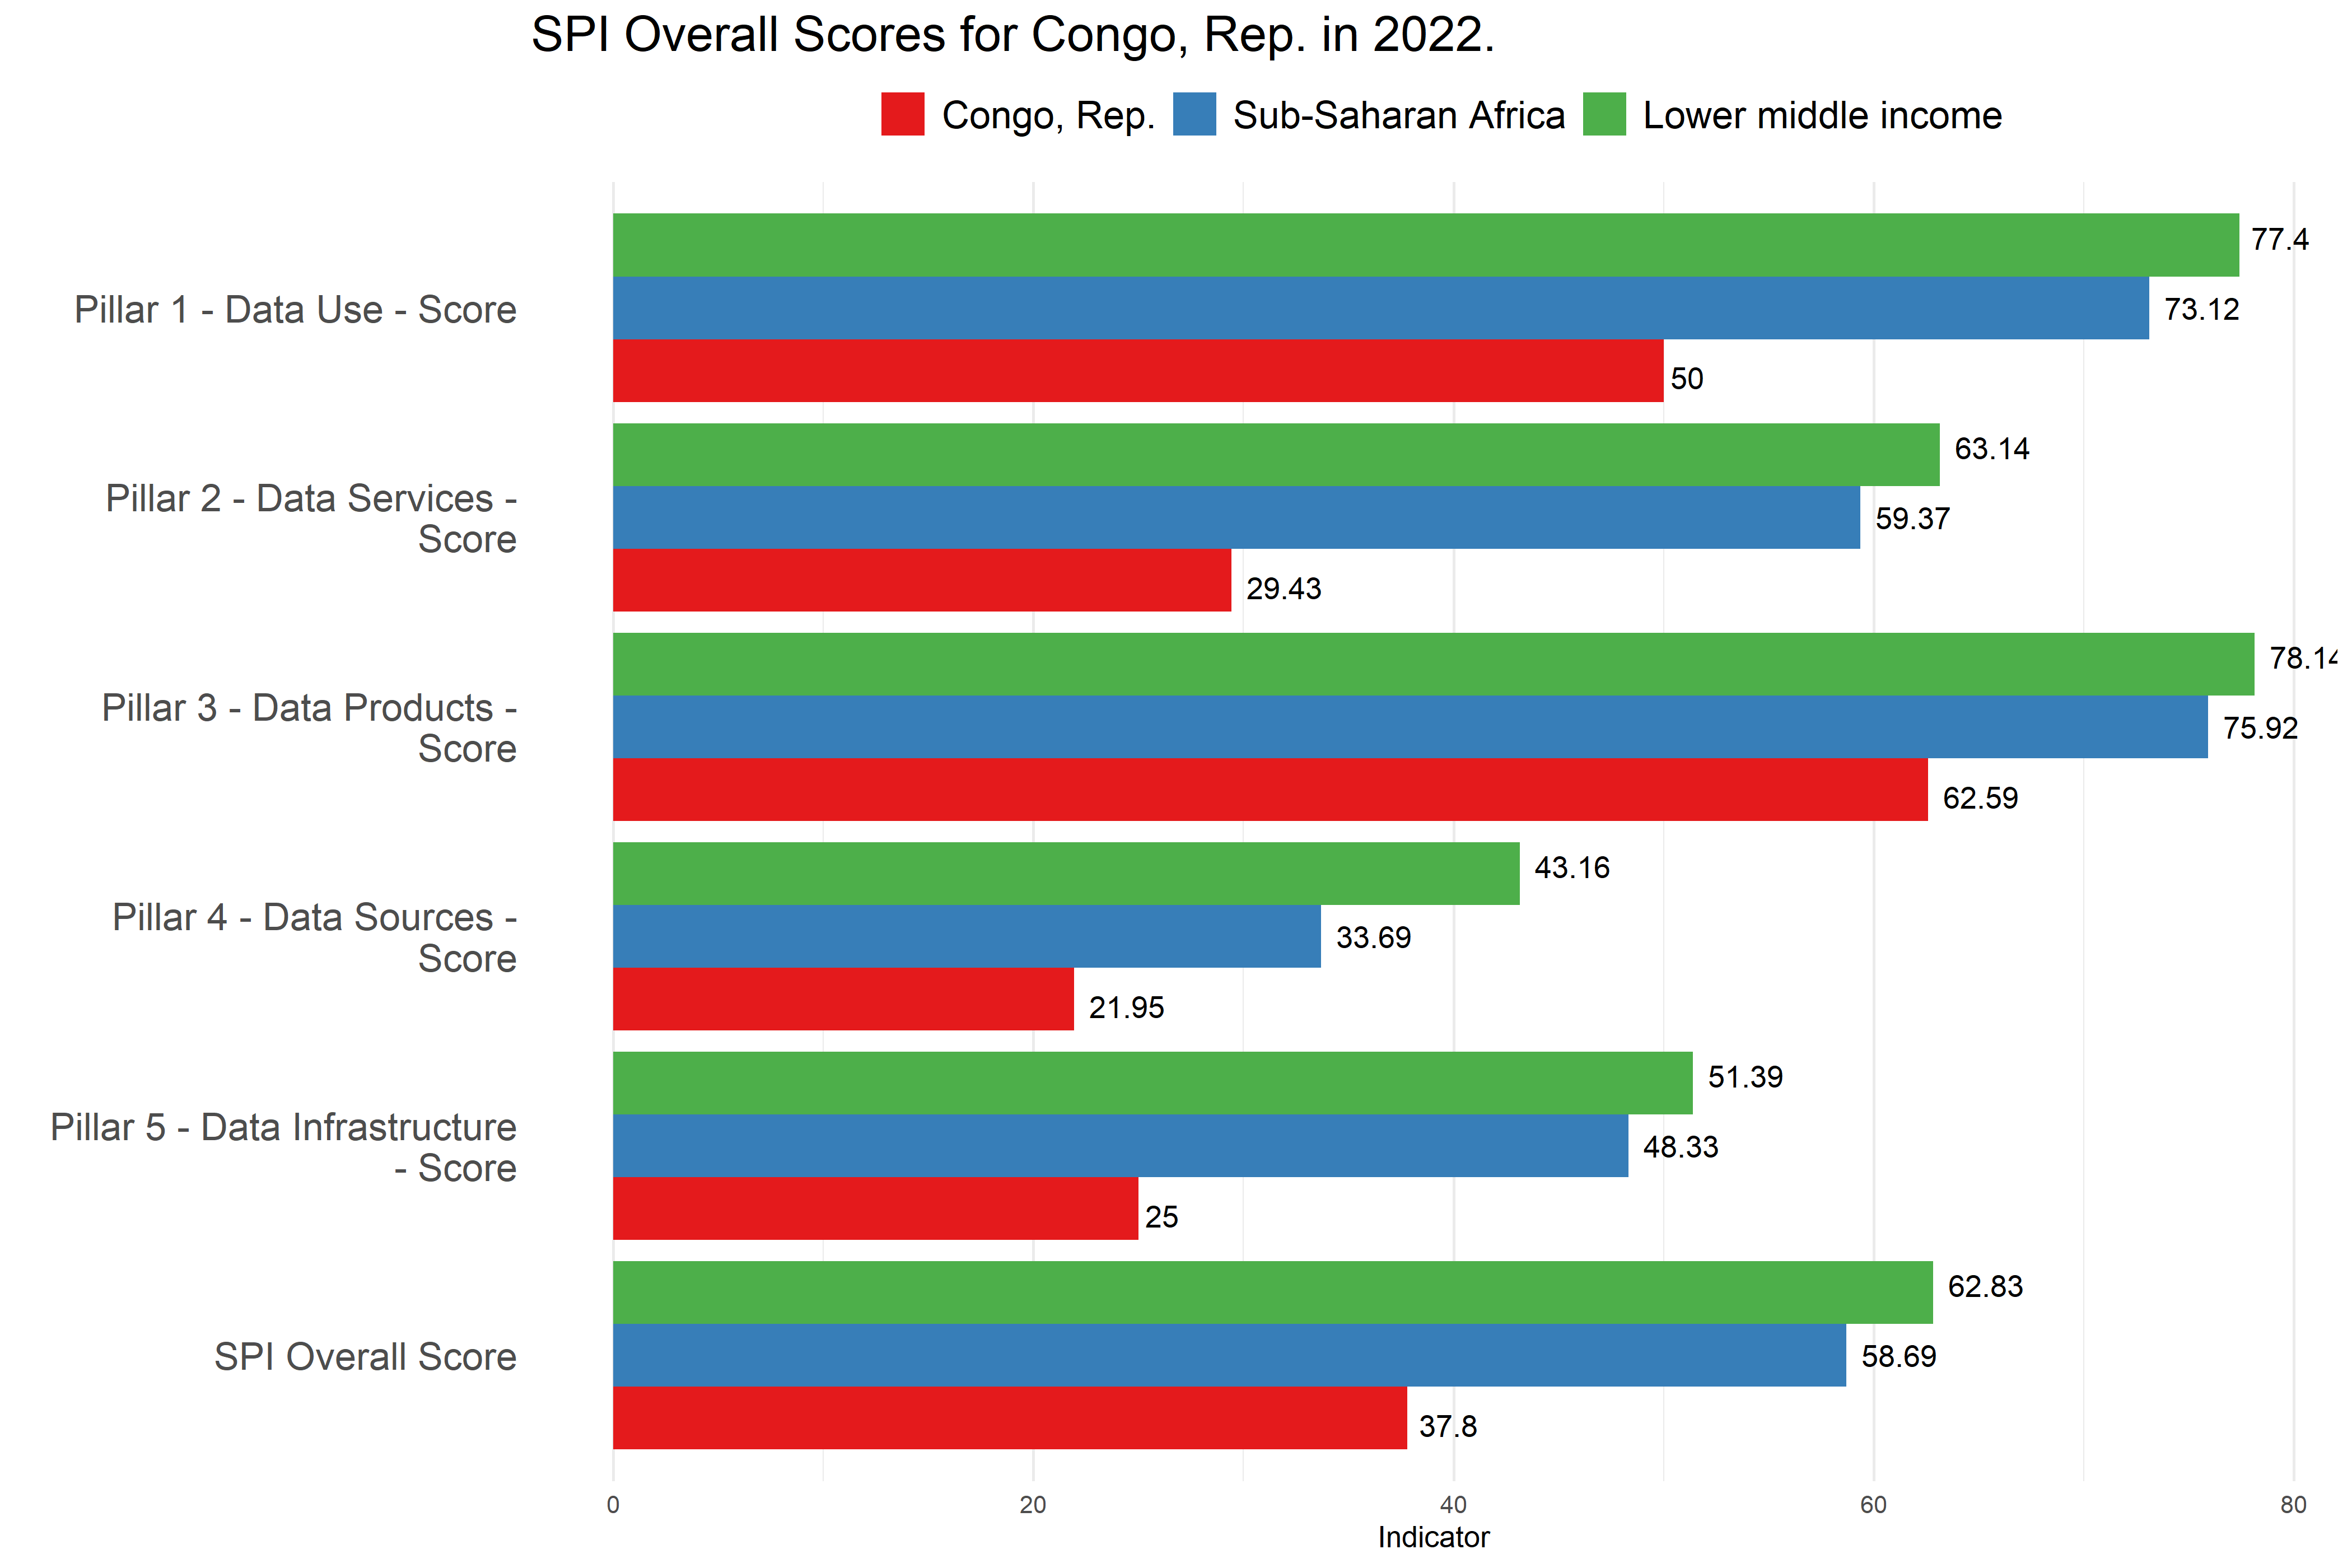 SPI Overall Scores for Congo, Rep. in 2022.
Congo, Rep. Sub-Saharan Africa Lower middle income
Pillar 1 - Data Use - Score
77.4
73.12
50
Pillar 2 - Data Services -
Score
63.14
59.37
29.43
Pillar 3 - Data Products -
Score
78.14
75.92
62.59
Pillar 4 - Data Sources -
Score
43.16
33.69
21.95
Pillar 5 - Data Infrastructure
- Score
51.39
48.33
25
SPI Overall Score
62.83
58.69
37.8
0 20 40 60 80
Indicator